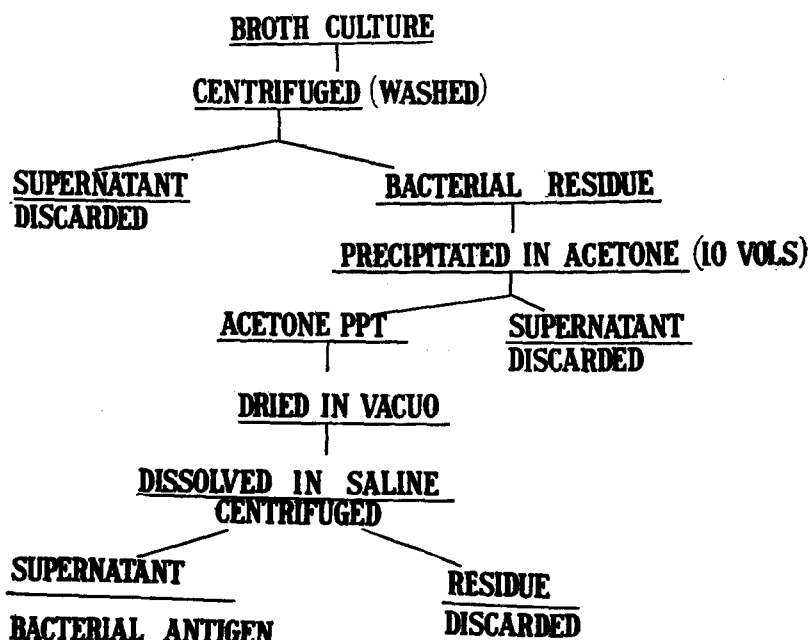 BROTH CULTURE
CENTRIFUGED (WASHED)
SUPERNATANT
DISCARDED
BACTERIAL RESIDUE
PRECIPITATED IN ACETONE (10 VOLS)
ACETONE PPT
SUPERNATANT
DISCARDED
DRIED IN VACUO
DISSOLVED IN SALINE
CENTRIFUGED
SUPERNATANT
BACTERIAL ANTIGEN
RESIDUE
DISCARDED